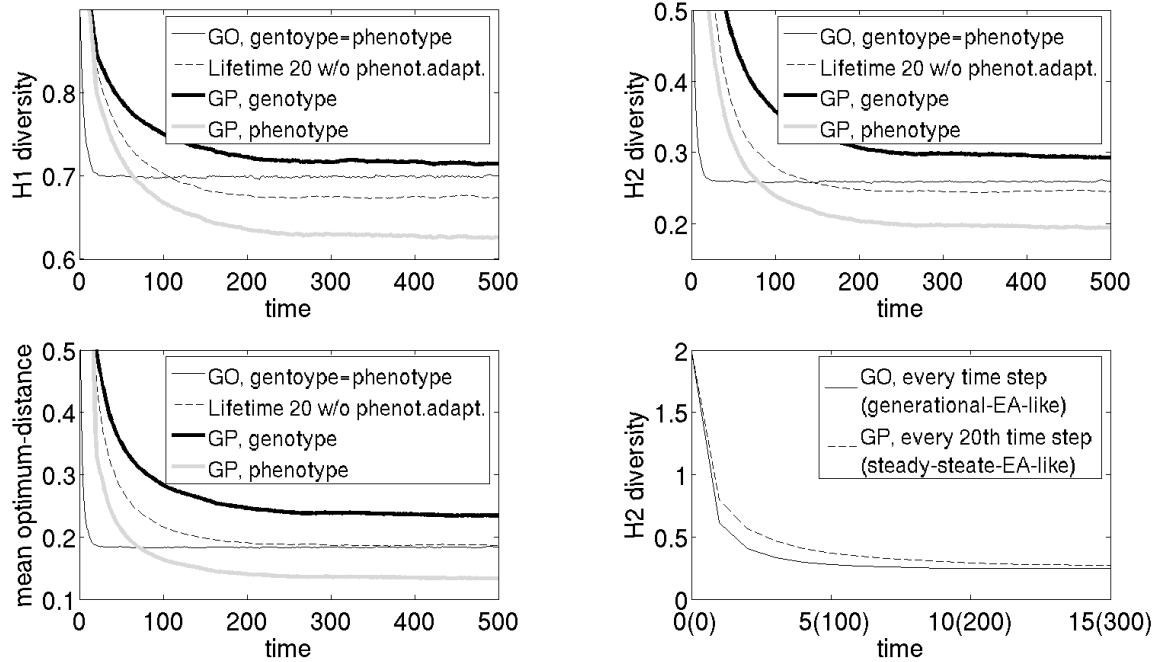 H1 diversity
0.8
0.7
0.6
0 100 200 300 400 500
time
GO, gentoype=phenotype
Lifetime 20 w/o phenot.adapt.
GP, genotype
GP, phenotype
H2 diversity
0.5
0.4
0.3
0.2
0 100 200 300 400 500
time
GO, gentoype=phenotype
Lifetime 20 w/o phenot.adapt.
GP, genotype
GP, phenotype
mean optimum-distance
0.5
0.4
0.3
0.2
0.1
0 100 200 300 400 500
time
GO, gentoype=phenotype
Lifetime 20 w/o phenot.adapt.
GP, genotype
GP, phenotype
H2 diversity
2
1.5
1
0.5
0
0(0) 5(100) 10(200) 15(300)
time
GO, every time step
(generational-EA-like)
GP, every 20th time step
(steady-steate-EA-like)